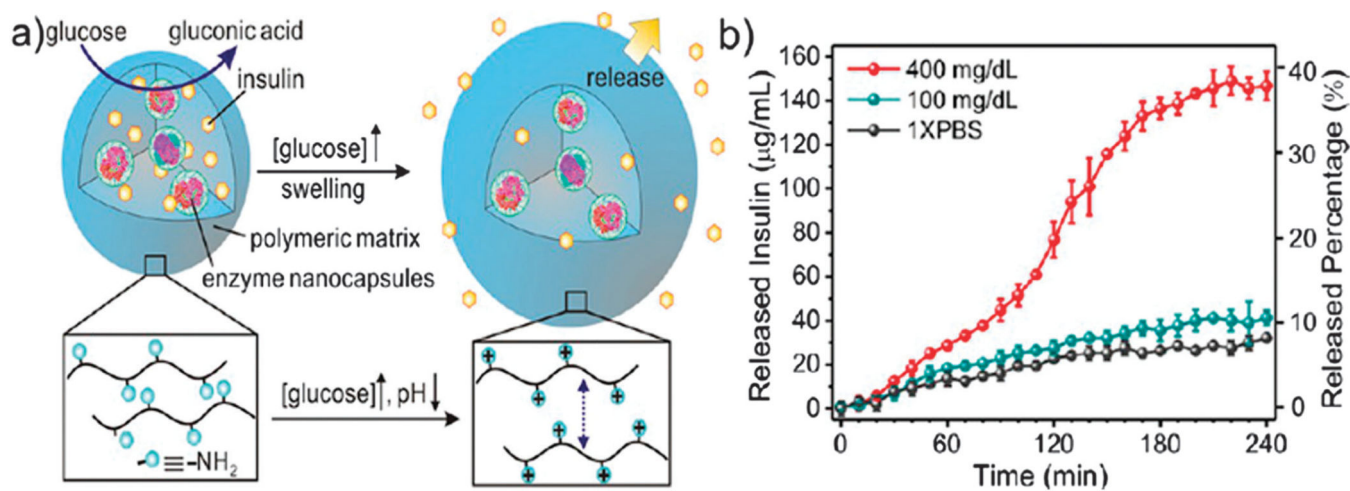 a)
glucose
gluconic acid
insulin
[glucose]↑
swelling
polymeric matrix
enzyme nanocapsules
release
[glucose]↑, pH↓
≡-NH₂
+ + + + + + + +
b)
Released Insulin (µg/mL)
160
140
120
100
80
60
40
20
0
400 mg/dL
100 mg/dL
1XPBS
40
30
20
10
0
Released Percentage (%)
0 60 120 180 240
Time (min)